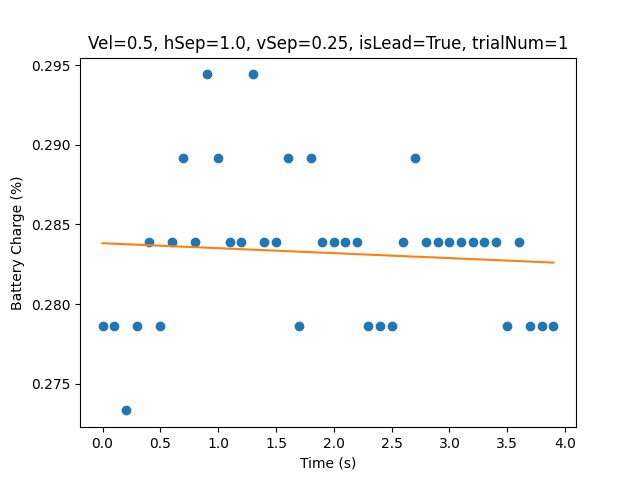 Vel=0.5, hSep=1.0, vSep=0.25, isLead=True, trialNum=1
0.295
0.290
0.285
0.280
0.275
Battery Charge (%)
0.0 0.5 1.0 1.5 2.0 2.5 3.0 3.5 4.0
Time (s)